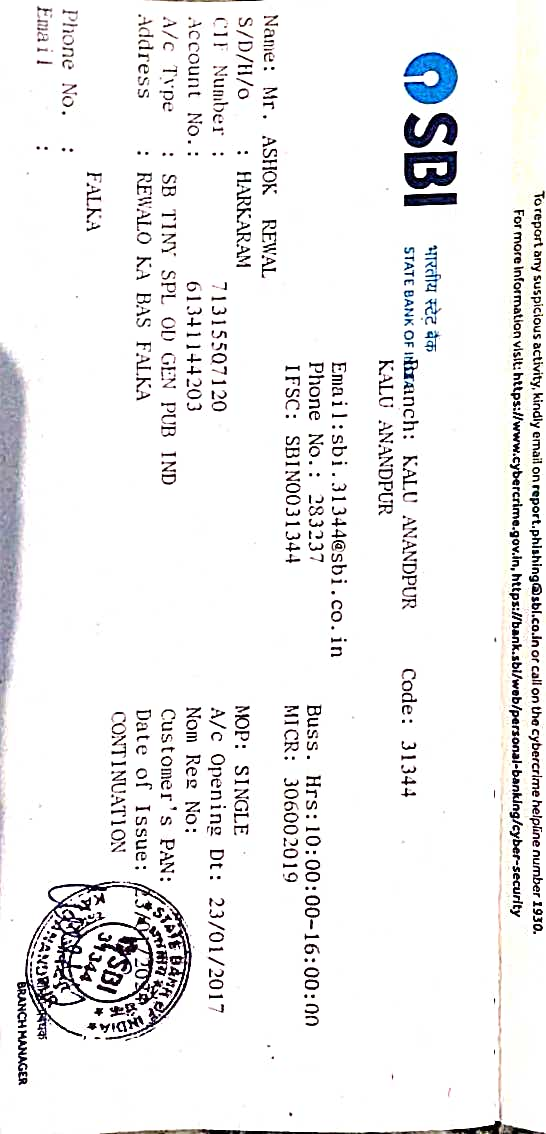 To report any suspicious activity, kindly email on report.phishing@sbi.co.in or call on the cybercrime helpline number 1930.
For more information visit: https://www.cybercrime.gov.in, https://bank.sbi/web/personal-banking/cyber-security
SBI
भारतीय स्टेट बैंक
STATE BANK OF INDIA
Branch: KALU ANANDPUR Code: 31344
KALU ANANDPUR
Email:sbi.31344@sbi.co.in
Phone No.: 283237 Buss. Hrs:10:00:00-16:00:00
IFSC: SBIN0031344 MICR: 306002019
Name: Mr. ASHOK REWAL
S/D/H/o : HARKARAM MOP: SINGLE
CIF Number : 71315507120 A/c Opening Dt: 23/01/2017
Account No.: 61341144203 Nom Reg No:
A/c Type : SB TINY SPL OD GEN PUB IND Customer's PAN:
Address : REWALO KA BAS FALKA Date of Issue:
CONTINUATION
FALKA
Phone No. :
Email :
STATE BANK OF INDIA
SBI
31344
BRANCH MANAGER